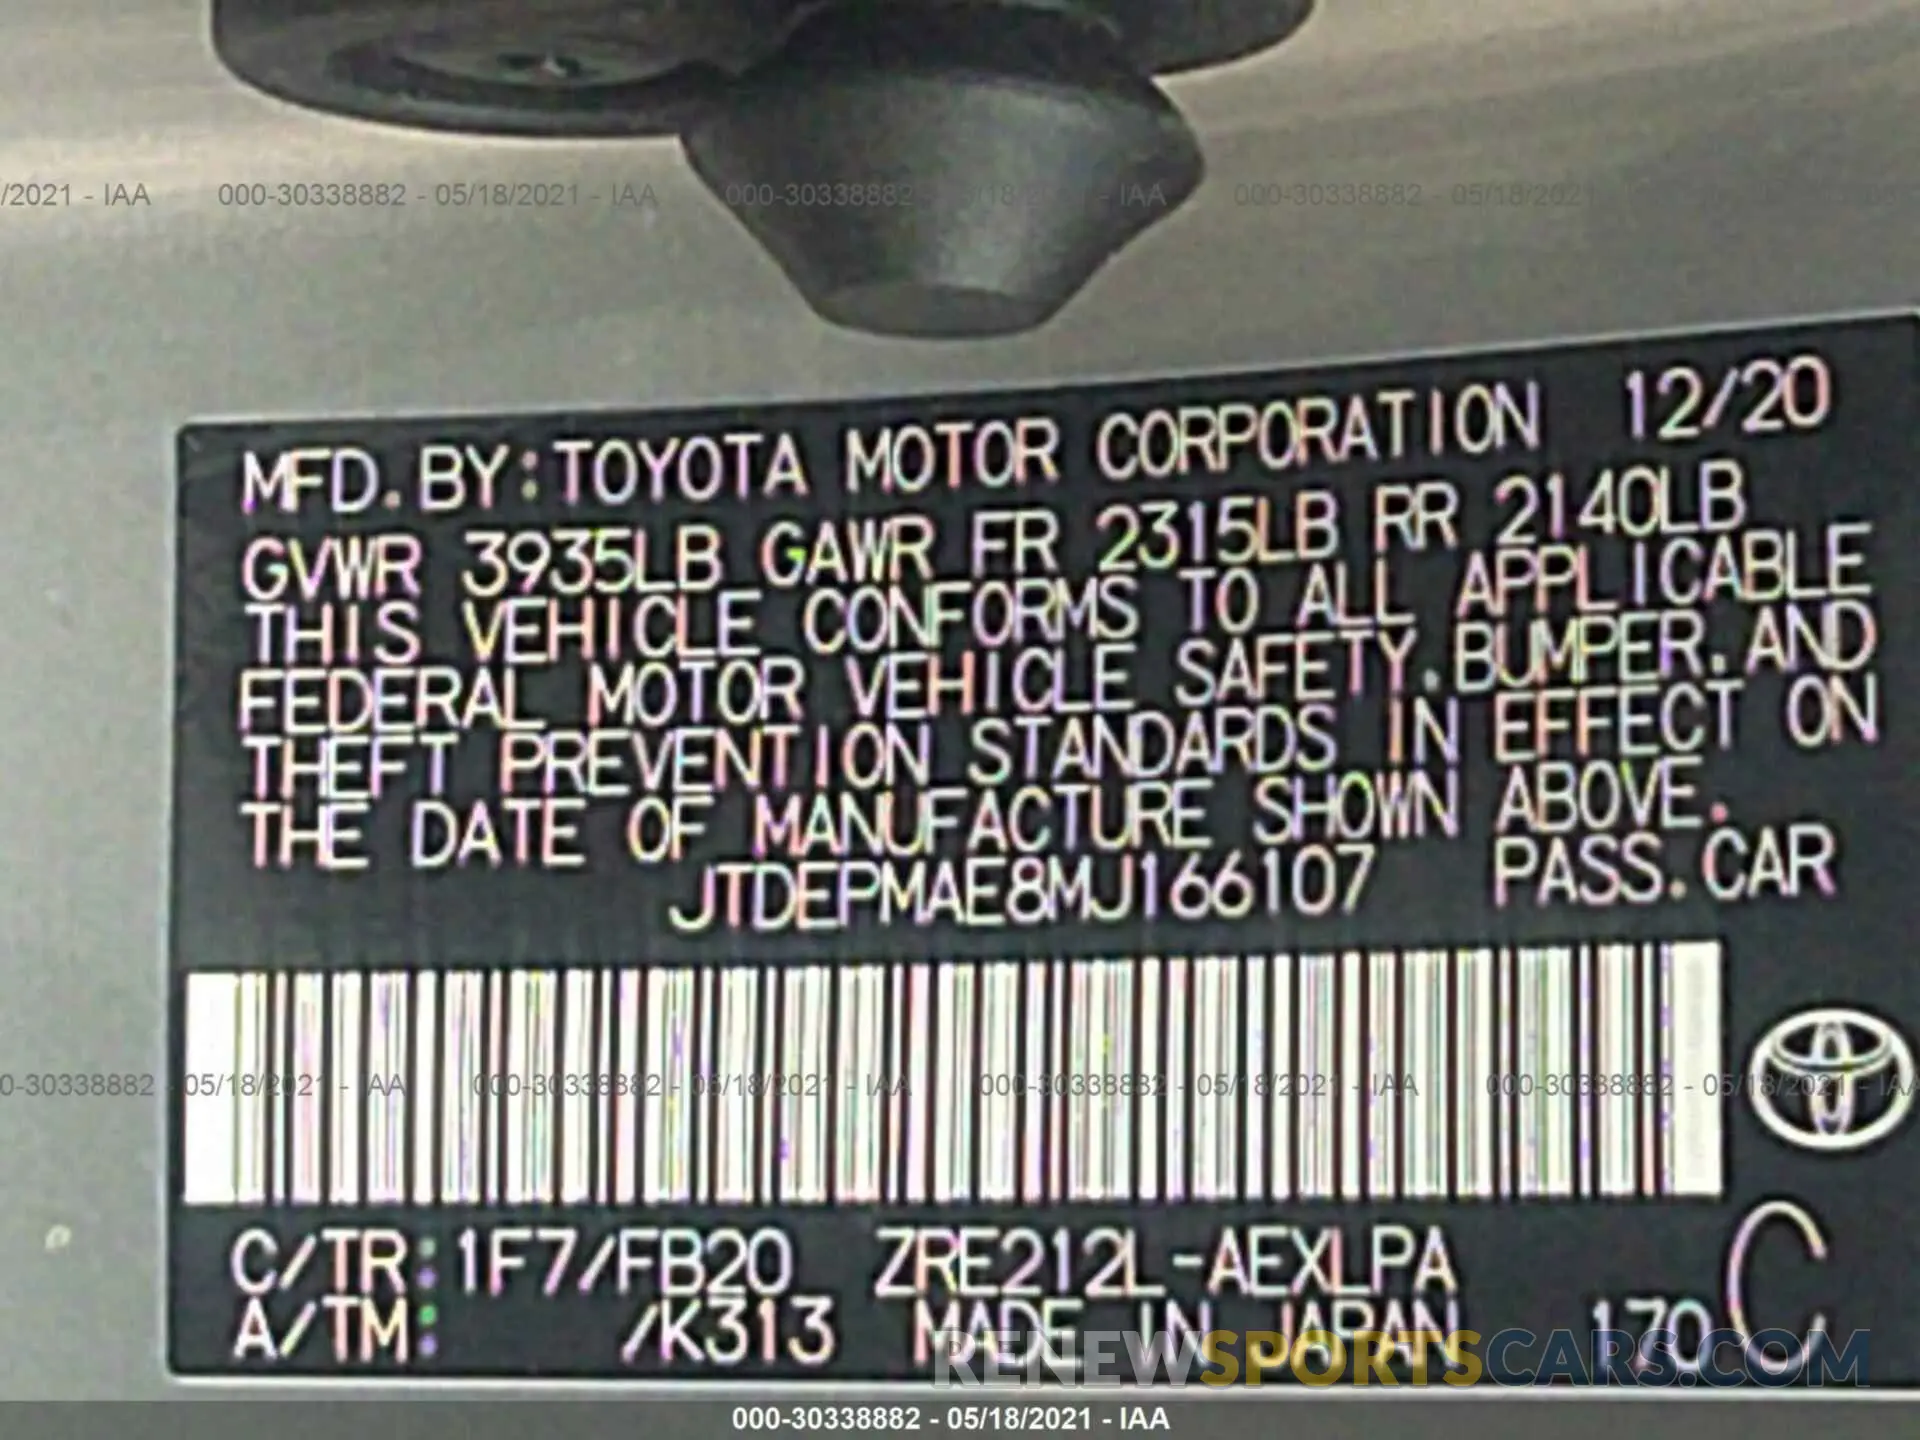 /2021 - IAA 000-30338882 - 05/18/2021 - IAA 000-30338882 - 05/18/2021 - IAA 000-30338882 - 05/18/2021
MFD.BY:TOYOTA MOTOR CORPORATION 12/20
GVWR 3935LB GAWR FR 2315LB RR 2140LB
THIS VEHICLE CONFORMS TO ALL APPLICABLE
FEDERAL MOTOR VEHICLE SAFETY.BUMPER.AND
THEFT PREVENTION STANDARDS IN EFFECT ON
THE DATE OF MANUFACTURE SHOWN ABOVE.
JTDEPMAE8MJ166107 PASS.CAR
0-30338882 - 05/18/2021 - IAA 000-30338882 - 05/18/2021 - IAA 000-30338882 - 05/18/2021 - IAA 000-30338882 - 05/18/2021 - IAA
C/TR:1F7/FB20 ZRE212L-AEXLPA C
A/TM: /K313 MADE IN JAPAN 170
RENEWSPORTSCARS.COM
000-30338882 - 05/18/2021 - IAA